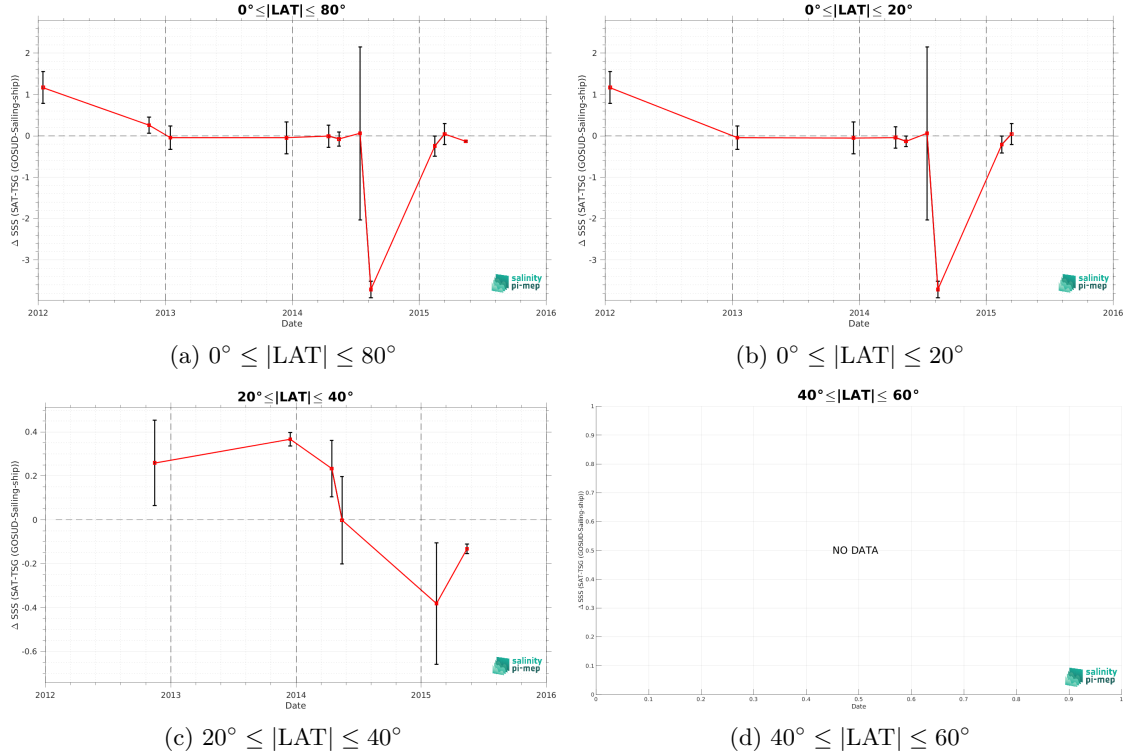 0°≤|LAT|≤ 80°
Δ SSS (SAT-TSG (GOSUD-Sailing-ship))
2
1
0
-1
-2
-3
2012 2013 2014 2015 2016
Date
salinity
pi-mep
(a) 0° ≤ |LAT| ≤ 80°
0°≤|LAT|≤ 20°
Δ SSS (SAT-TSG (GOSUD-Sailing-ship))
2
1
0
-1
-2
-3
2012 2013 2014 2015 2016
Date
salinity
pi-mep
(b) 0° ≤ |LAT| ≤ 20°
20°≤|LAT|≤ 40°
Δ SSS (SAT-TSG (GOSUD-Sailing-ship))
0.4
0.2
0
-0.2
-0.4
-0.6
2012 2013 2014 2015 2016
Date
salinity
pi-mep
(c) 20° ≤ |LAT| ≤ 40°
40°≤|LAT|≤ 60°
Δ SSS (SAT-TSG (GOSUD-Sailing-ship))
1
0.9
0.8
0.7
0.6
0.5
0.4
0.3
0.2
0.1
0
NO DATA
0 0.1 0.2 0.3 0.4 0.5 0.6 0.7 0.8 0.9 1
Date
salinity
pi-mep
(d) 40° ≤ |LAT| ≤ 60°